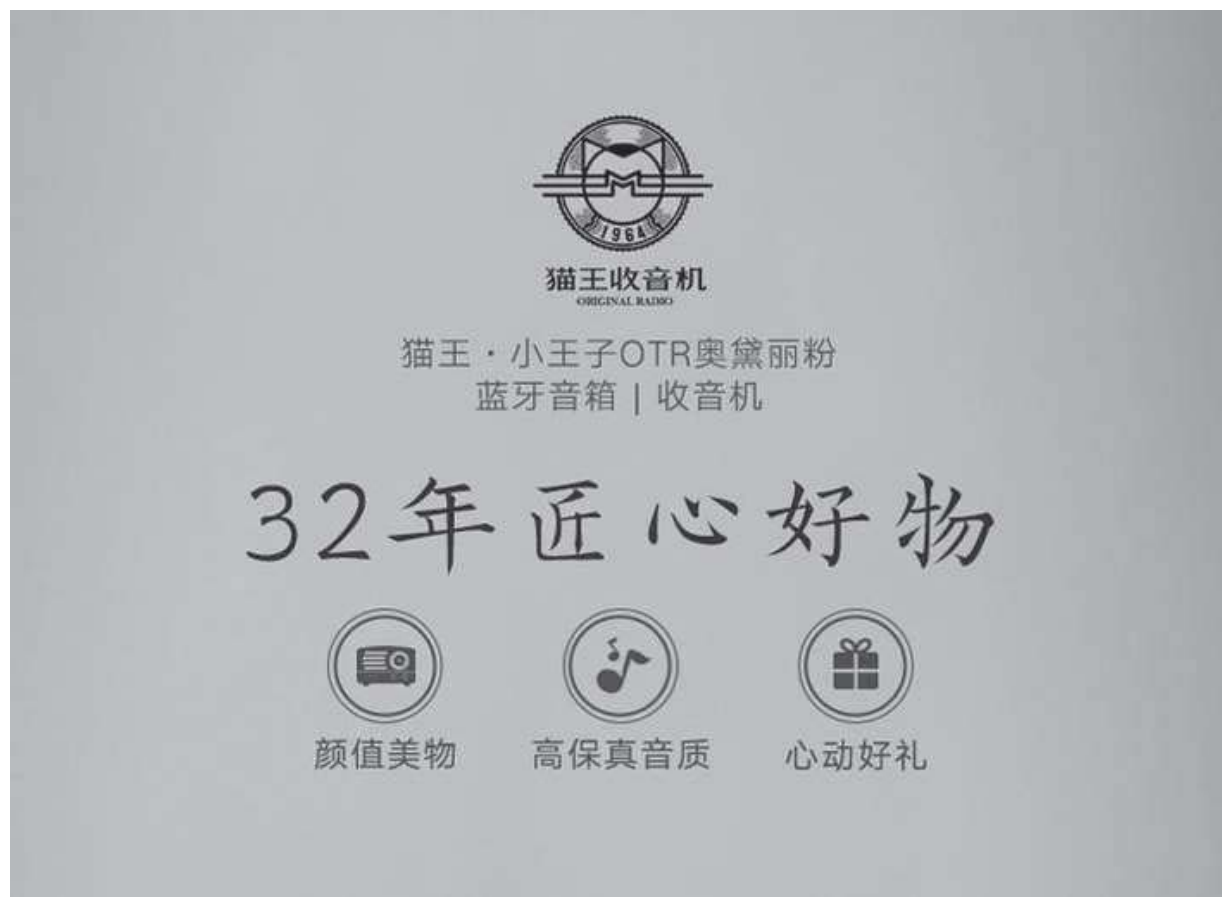 1964
猫王收音机
ORIGINAL RADIO
猫王·小王子OTR奥黛丽粉
蓝牙音箱 | 收音机
32年匠心好物
颜值美物 高保真音质 心动好礼